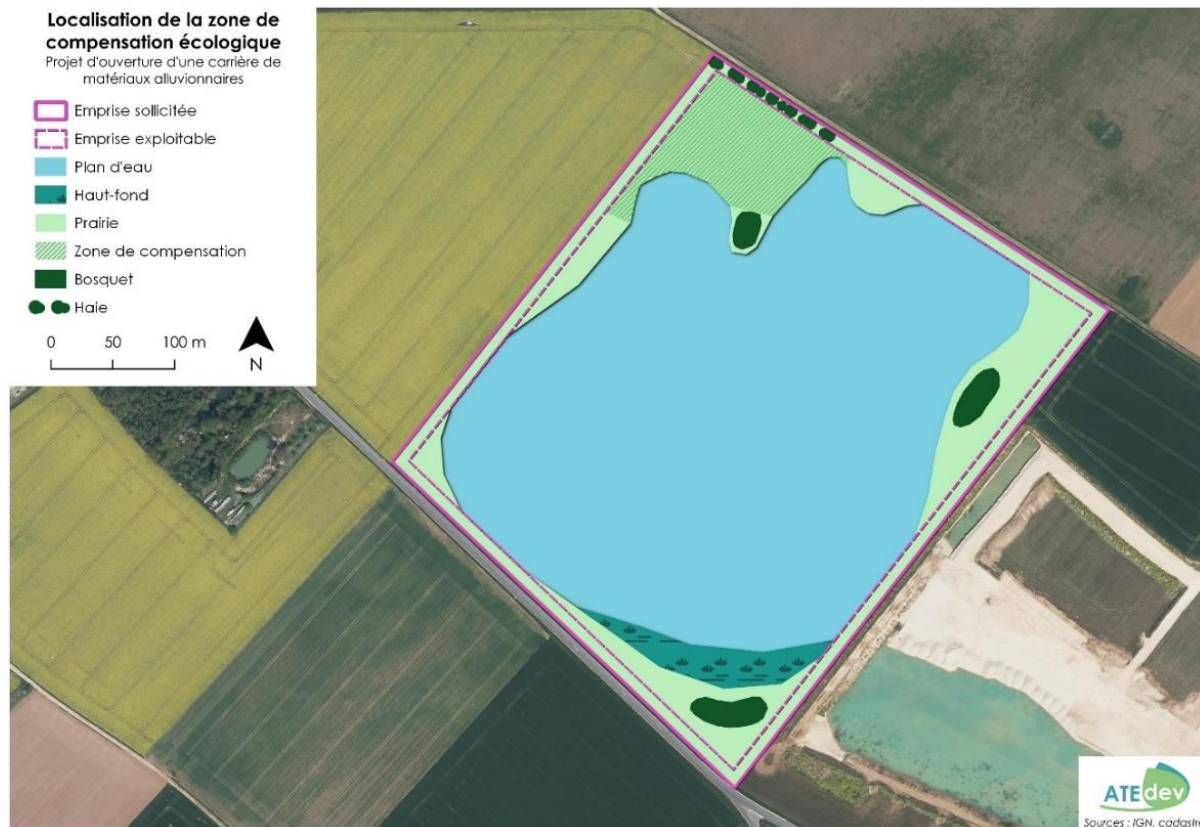 Localisation de la zone de
compensation écologique
Projet d'ouverture d'une carrière de
matériaux alluvionnaires
Emprise sollicitée
Emprise exploitable
Plan d'eau
Haut-fond
Prairie
Zone de compensation
Bosquet
Haie
0 50 100 m
N
ATEdev
Sources : IGN, cadastre